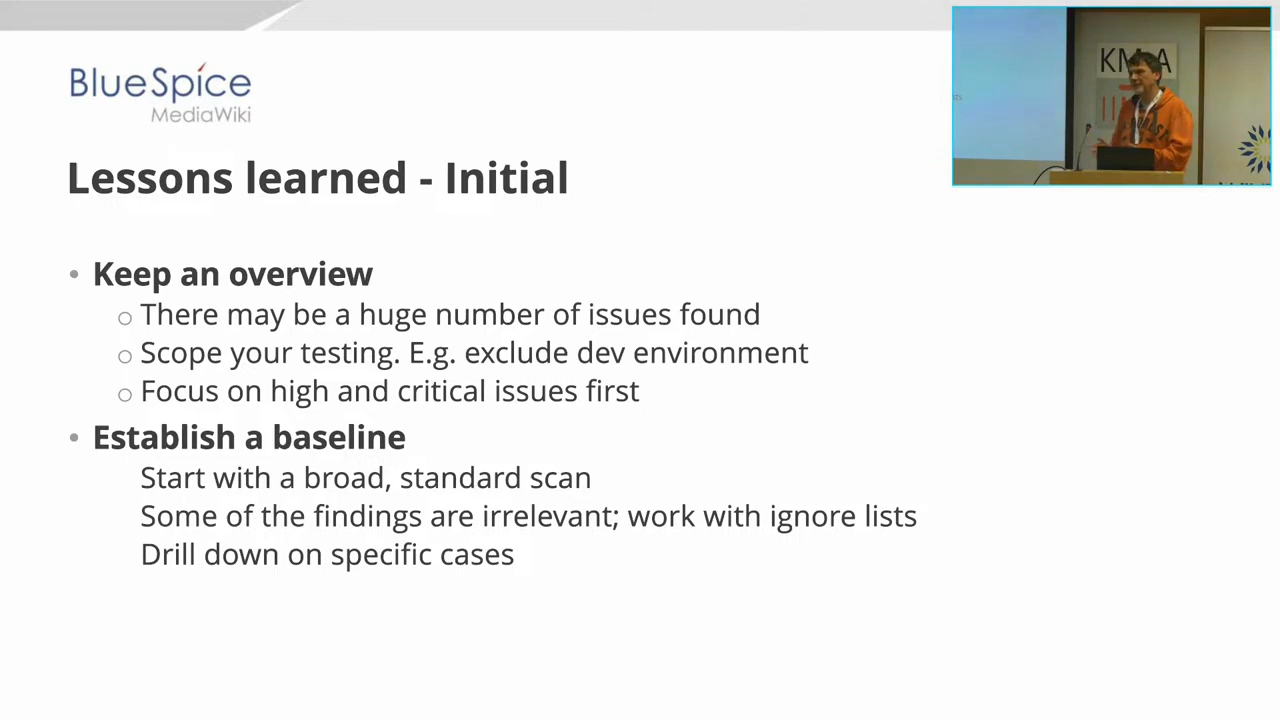 BlueSpice
MediaWiki
Lessons learned - Initial
• Keep an overview
○ There may be a huge number of issues found
○ Scope your testing. E.g. exclude dev environment
○ Focus on high and critical issues first
• Establish a baseline
Start with a broad, standard scan
Some of the findings are irrelevant; work with ignore lists
Drill down on specific cases